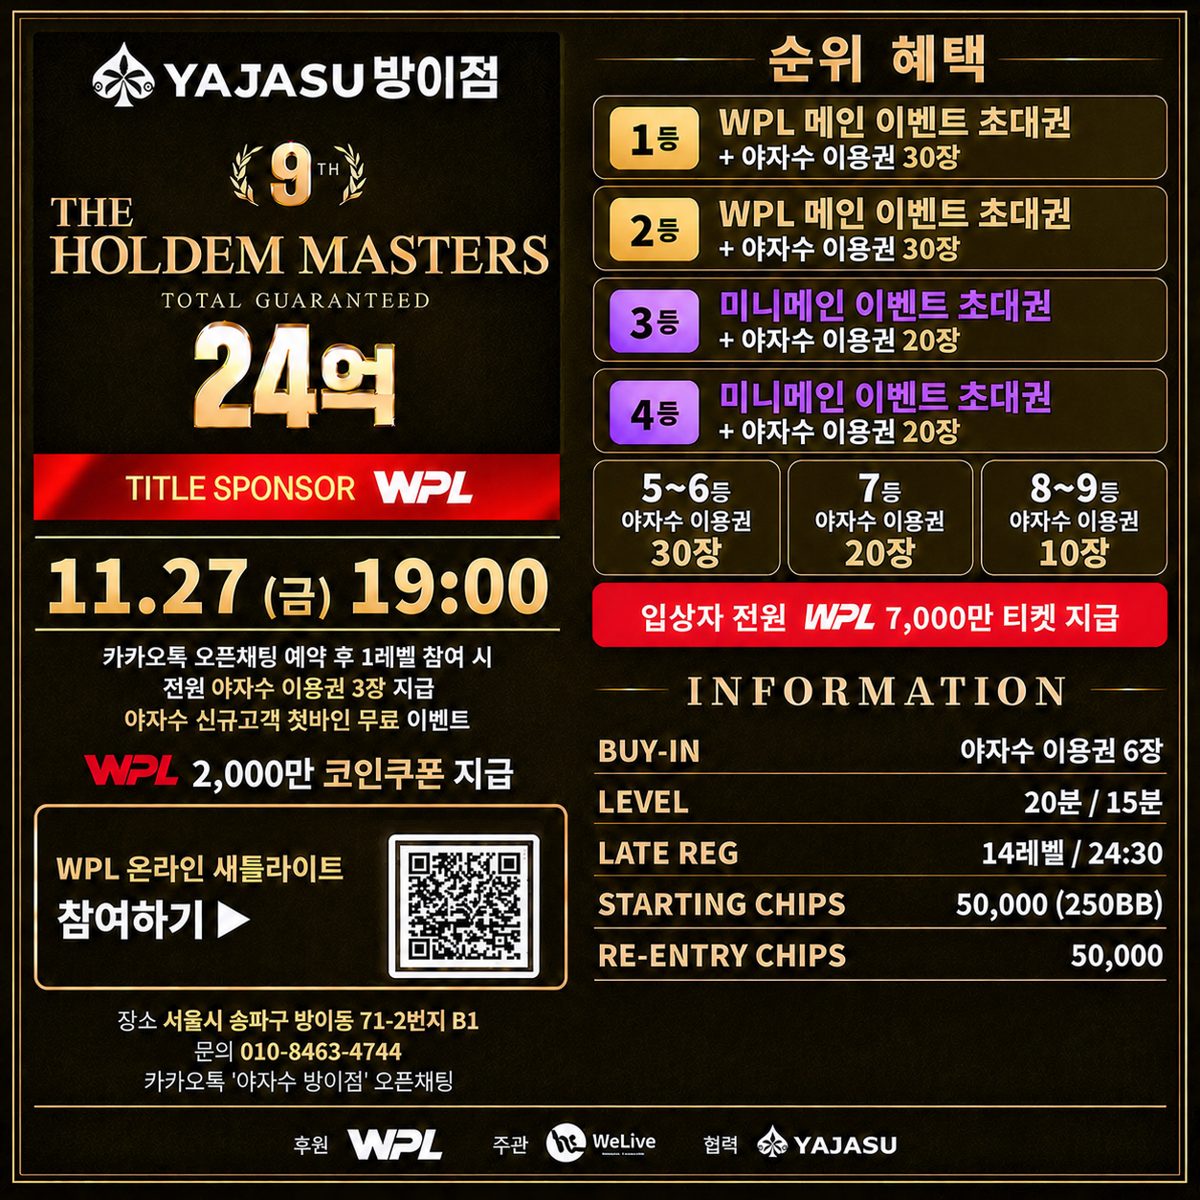 YAJASU 방이점
9TH
THE
HOLDEM MASTERS
TOTAL GUARANTEED
24억
TITLE SPONSOR WPL
11.27 (금) 19:00
카카오톡 오픈채팅 예약 후 1레벨 참여 시
전원 야자수 이용권 3장 지급
야자수 신규고객 첫바인 무료 이벤트
WPL 2,000만 코인쿠폰 지급
WPL 온라인 새틀라이트
참여하기 ▶
장소 서울시 송파구 방이동 71-2번지 B1
문의 010-8463-4744
카카오톡 '야자수 방이점' 오픈채팅
순위 혜택
1등 WPL 메인 이벤트 초대권
+ 야자수 이용권 30장
2등 WPL 메인 이벤트 초대권
+ 야자수 이용권 30장
3등 미니메인 이벤트 초대권
+ 야자수 이용권 20장
4등 미니메인 이벤트 초대권
+ 야자수 이용권 20장
5~6등
야자수 이용권
30장
7등
야자수 이용권
20장
8~9등
야자수 이용권
10장
입상자 전원 WPL 7,000만 티켓 지급
INFORMATION
BUY-IN 야자수 이용권 6장
LEVEL 20분 / 15분
LATE REG 14레벨 / 24:30
STARTING CHIPS 50,000 (250BB)
RE-ENTRY CHIPS 50,000
후원 WPL 주관 WeLive 협력 YAJASU